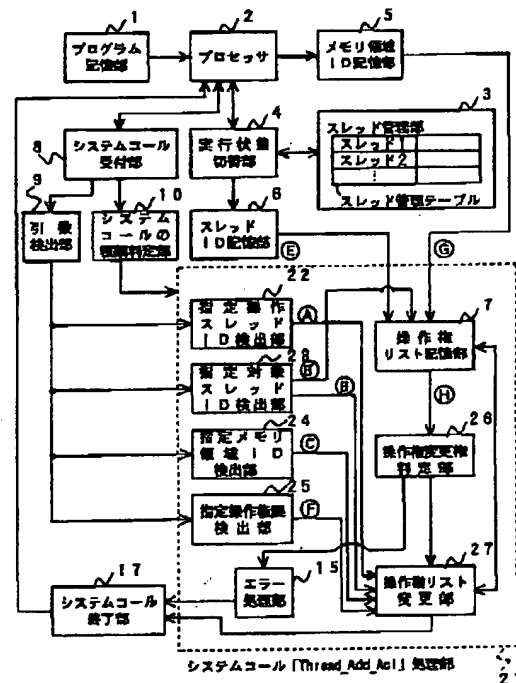 1
プログラム
記憶部
2
プロセッサ
5
メモリ領域
ID記憶部
3
スレッド管理部
スレッド1
スレッド2
スレッド管理テーブル
4
実行状態
切替部
8
システムコール
受付部
9
引数
検出部
10
システム
コールの
種類判定部
6
スレッド
ID記憶部
E
G
22
指定操作
スレッド
ID検出部
A
23
指定対象
スレッド
ID検出部
B'
B
24
指定メモリ
領域ID
検出部
C
25
指定操作権限
検出部
F
7
操作権
リスト記憶部
H
26
操作権変更権
判定部
27
操作権リスト
変更部
15
エラー
処理部
17
システムコール
終了部
システムコール「Thread_Add_Acl」処理部